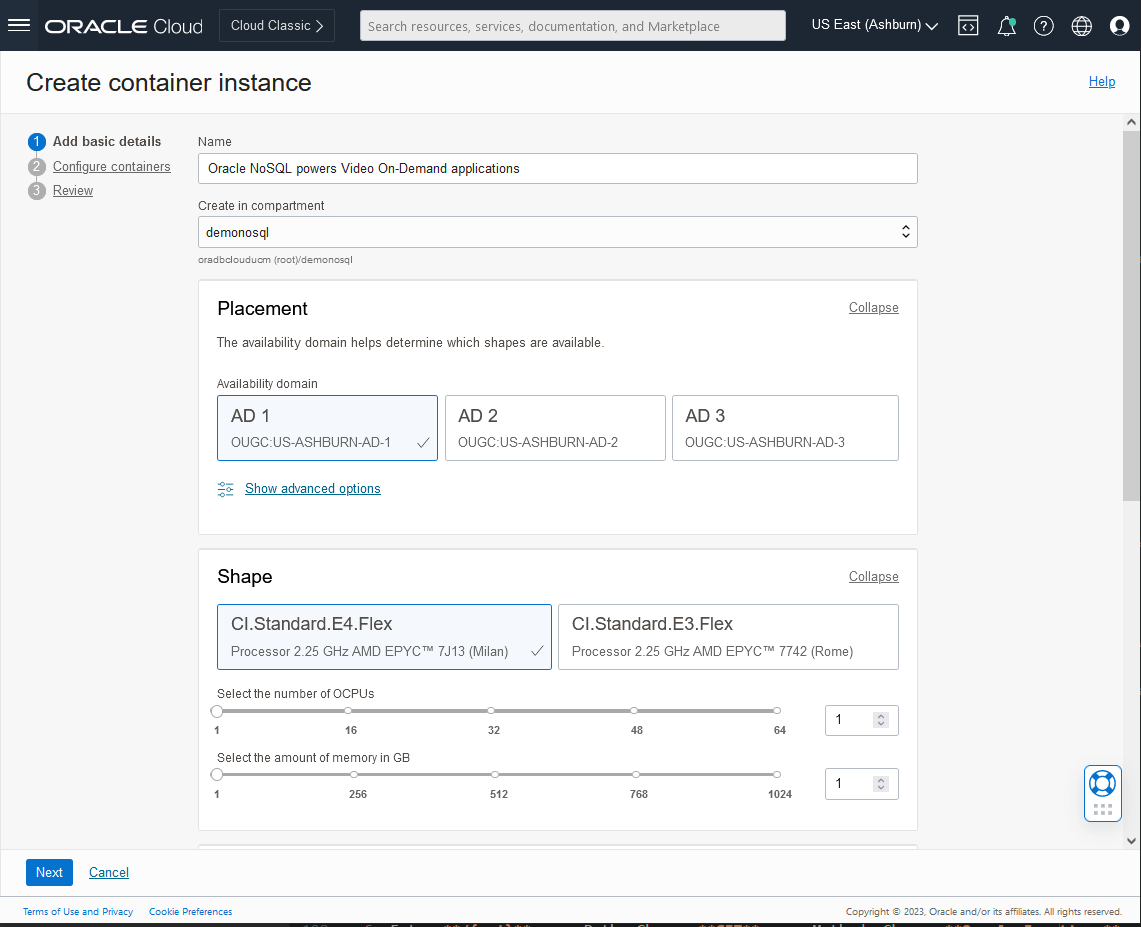 ORACLE Cloud
Cloud Classic
Search resources, services, documentation, and Marketplace
US East (Ashburn)
Create container instance
Help
1 Add basic details
2 Configure containers
3 Review
Name
Oracle NoSQL powers Video On-Demand applications
Create in compartment
demonosql
oradbclouducm (root)/demonosql
Placement
Collapse
The availability domain helps determine which shapes are available.
Availability domain
AD 1
OUGC:US-ASHBURN-AD-1
AD 2
OUGC:US-ASHBURN-AD-2
AD 3
OUGC:US-ASHBURN-AD-3
Show advanced options
Shape
Collapse
CI.Standard.E4.Flex
Processor 2.25 GHz AMD EPYC™ 7J13 (Milan)
CI.Standard.E3.Flex
Processor 2.25 GHz AMD EPYC™ 7742 (Rome)
Select the number of OCPUs
1 16 32 48 64
1
Select the amount of memory in GB
1 256 512 768 1024
1
Next
Cancel
Terms of Use and Privacy
Cookie Preferences
Copyright © 2023, Oracle and/or its affiliates. All rights reserved.